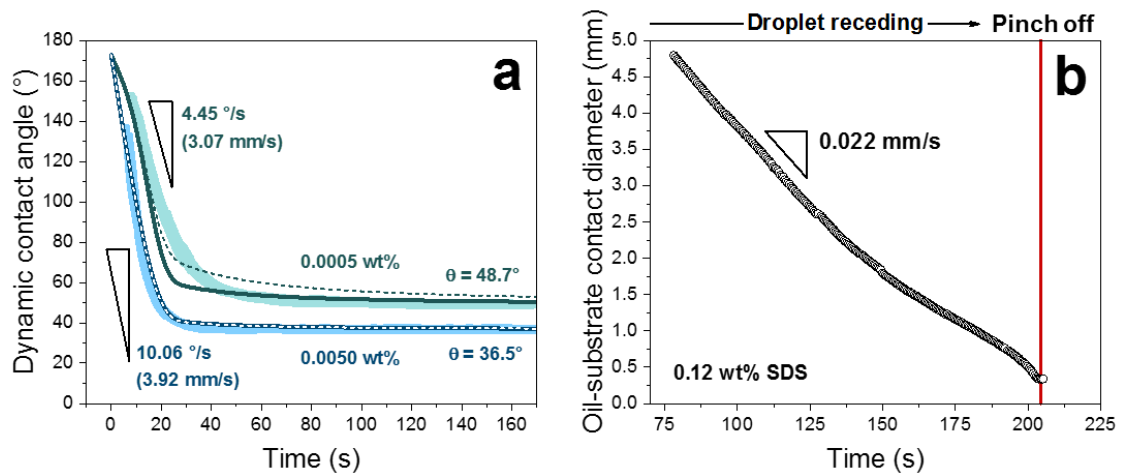 a
Dynamic contact angle (°)
180
160
140
120
100
80
60
40
20
0
4.45 °/s
(3.07 mm/s)
0.0005 wt%
θ = 48.7°
10.06 °/s
(3.92 mm/s)
0.0050 wt%
θ = 36.5°
0 20 40 60 80 100 120 140 160
Time (s)
Droplet receding
Pinch off
b
Oil-substrate contact diameter (mm)
5.0
4.5
4.0
3.5
3.0
2.5
2.0
1.5
1.0
0.5
0.0
0.022 mm/s
0.12 wt% SDS
75 100 125 150 175 200 225
Time (s)